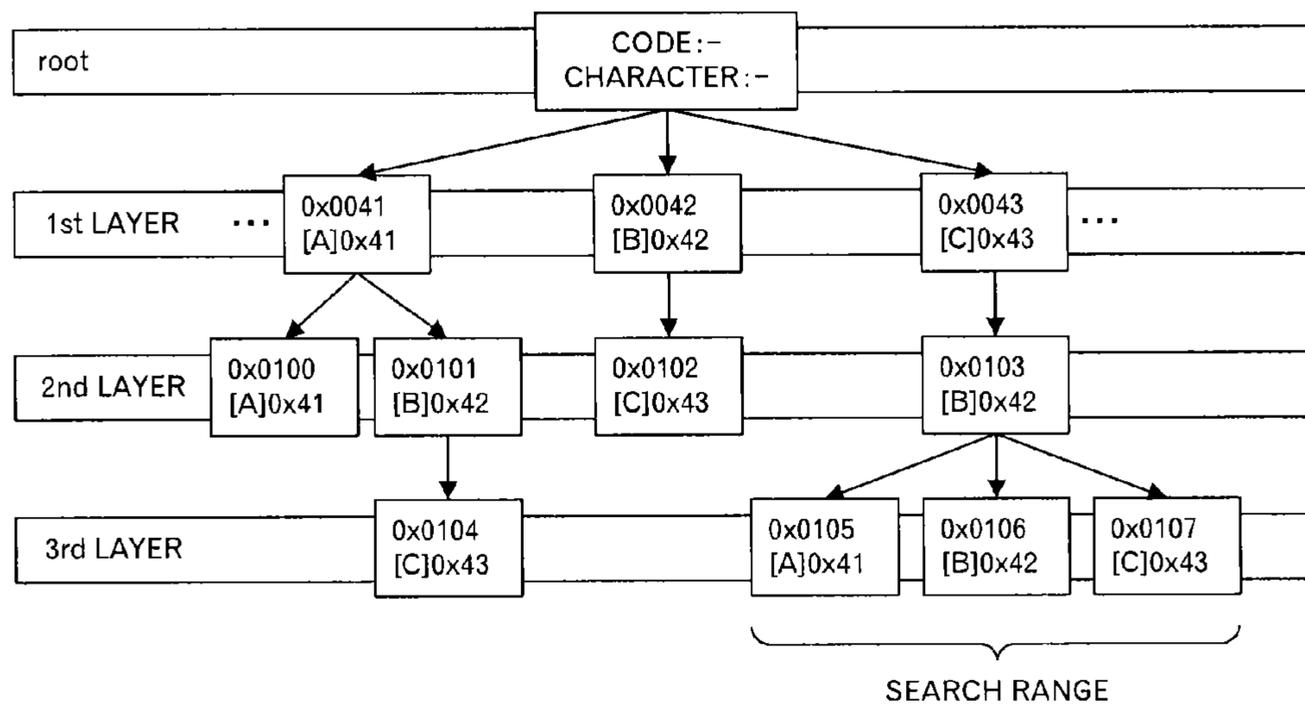 CODE:–
root
CHARACTER:–
1st LAYER ··· 0x0041 0x0042 0x0043 ···
[A]0x41 [B]0x42 [C]0x43
2nd LAYER 0x0100 0x0101 0x0102 0x0103
[A]0x41 [B]0x42 [C]0x43 [B]0x42
3rd LAYER 0x0104 0x0105 0x0106 0x0107
[C]0x43 [A]0x41 [B]0x42 [C]0x43
SEARCH RANGE